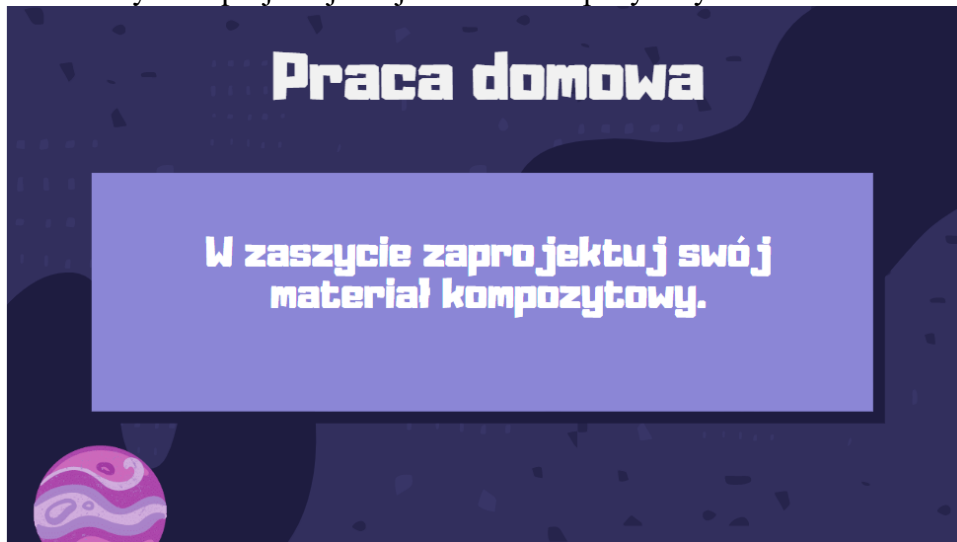 Praca domowa
W zaszycie zaprojektuj swój
materiał kompozytowy.